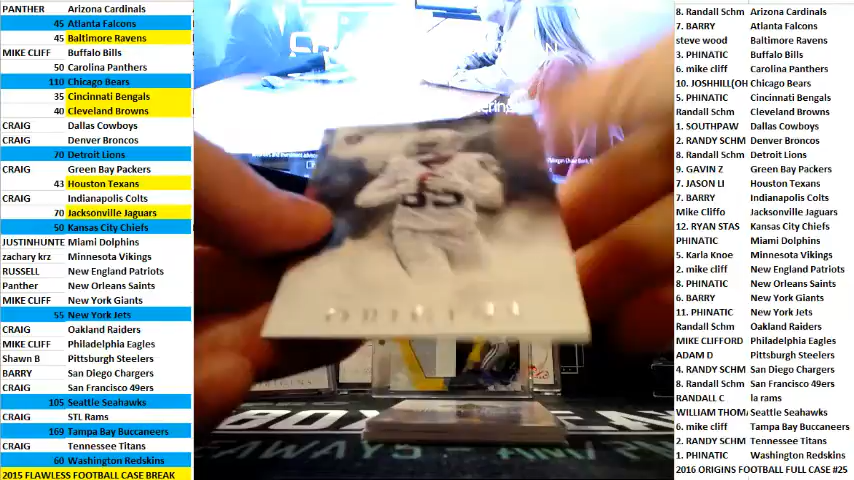 PANTHER Arizona Cardinals
45 Atlanta Falcons
45 Baltimore Ravens
MIKE CLIFF Buffalo Bills
50 Carolina Panthers
110 Chicago Bears
35 Cincinnati Bengals
40 Cleveland Browns
CRAIG Dallas Cowboys
CRAIG Denver Broncos
70 Detroit Lions
CRAIG Green Bay Packers
43 Houston Texans
CRAIG Indianapolis Colts
70 Jacksonville Jaguars
50 Kansas City Chiefs
JUSTINHUNTE Miami Dolphins
zachary krz Minnesota Vikings
RUSSELL New England Patriots
Panther New Orleans Saints
MIKE CLIFF New York Giants
55 New York Jets
CRAIG Oakland Raiders
MIKE CLIFF Philadelphia Eagles
Shawn B Pittsburgh Steelers
BARRY San Diego Chargers
CRAIG San Francisco 49ers
105 Seattle Seahawks
CRAIG STL Rams
169 Tampa Bay Buccaneers
CRAIG Tennessee Titans
60 Washington Redskins
2015 FLAWLESS FOOTBALL CASE BREAK
ORIGINS
8. Randall Schm Arizona Cardinals
7. BARRY Atlanta Falcons
steve wood Baltimore Ravens
3. PHINATIC Buffalo Bills
6. mike cliff Carolina Panthers
10. JOSHHILL(OH Chicago Bears
5. PHINATIC Cincinnati Bengals
Randall Schm Cleveland Browns
1. SOUTHPAW Dallas Cowboys
2. RANDY SCHM Denver Broncos
8. Randall Schm Detroit Lions
9. GAVIN Z Green Bay Packers
7. JASON LI Houston Texans
7. BARRY Indianapolis Colts
Mike Cliffo Jacksonville Jaguars
12. RYAN STAS Kansas City Chiefs
PHINATIC Miami Dolphins
5. Karla Knoe Minnesota Vikings
2. mike cliff New England Patriots
8. PHINATIC New Orleans Saints
6. BARRY New York Giants
11. PHINATIC New York Jets
Randall Schm Oakland Raiders
MIKE CLIFFORD Philadelphia Eagles
ADAM D Pittsburgh Steelers
4. RANDY SCHM San Diego Chargers
8. Randall Schm San Francisco 49ers
RANDALL C la rams
WILLIAM THOMA Seattle Seahawks
6. mike cliff Tampa Bay Buccaneers
2. RANDY SCHM Tennessee Titans
1. PHINATIC Washington Redskins
2016 ORIGINS FOOTBALL FULL CASE #25